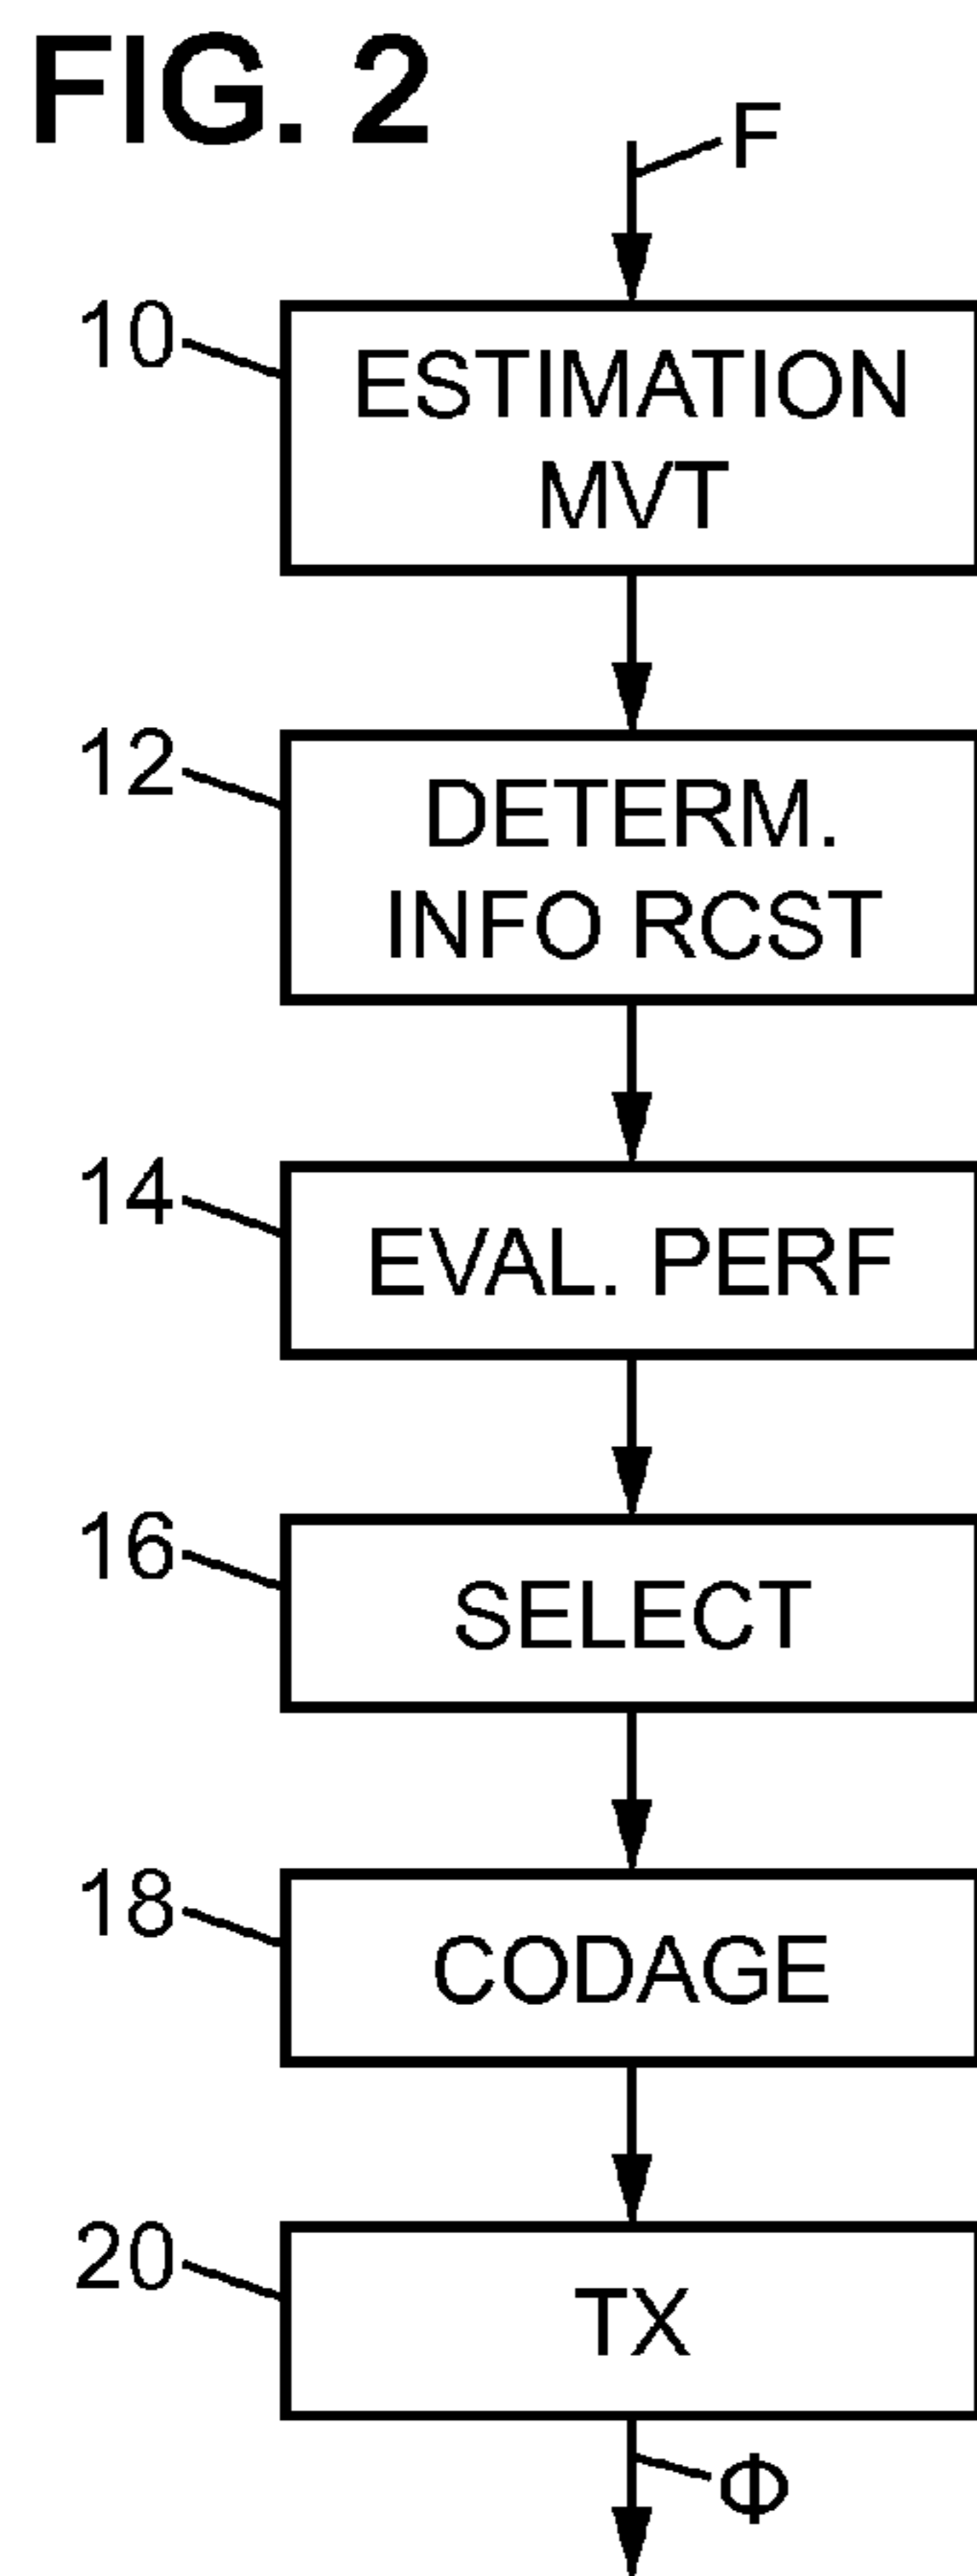 FIG. 2
F
10
ESTIMATION
MVT
12
DETERM.
INFO RCST
14
EVAL. PERF
16
SELECT
18
CODAGE
20
TX
Φ